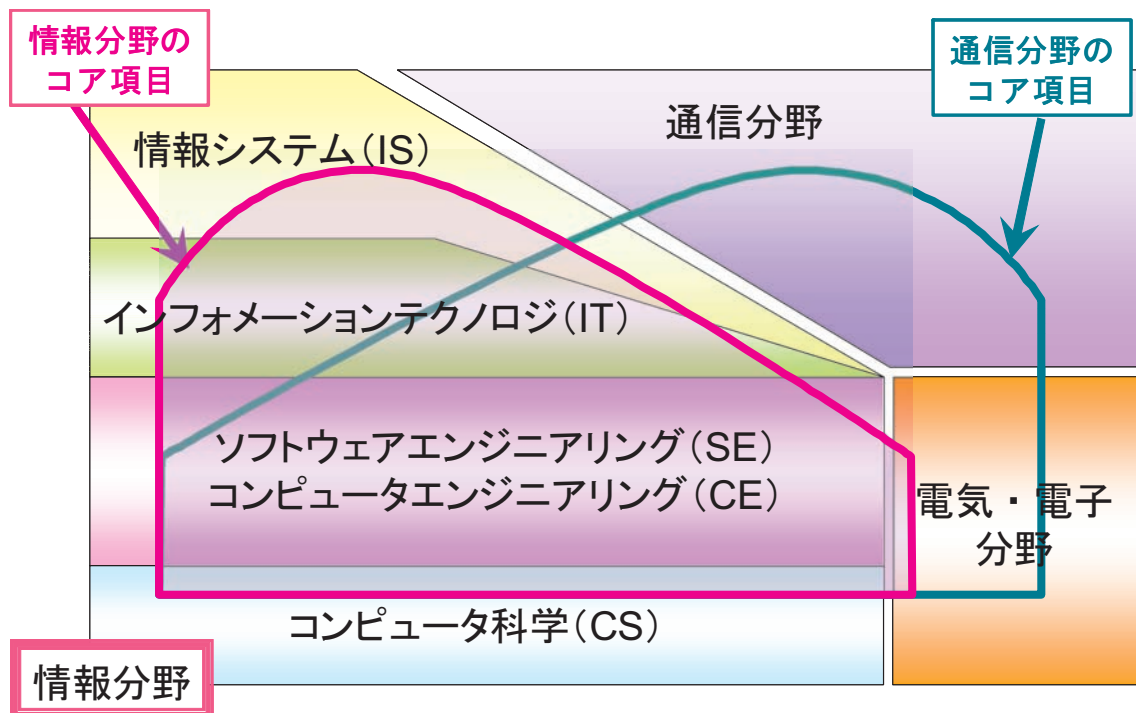 情報分野の
コア項目
通信分野の
コア項目
通信分野
情報システム(IS)
インフォメーションテクノロジ(IT)
ソフトウェアエンジニアリング(SE)
コンピュータエンジニアリング(CE)
電気・電子
分野
コンピュータ科学(CS)
情報分野